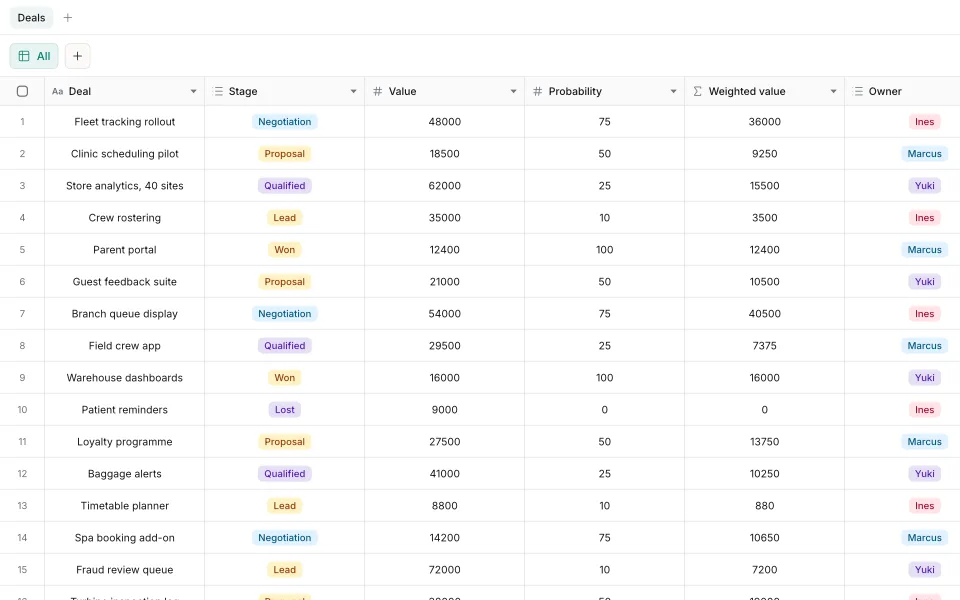 Deals
All
Aa Deal Stage # Value # Probability Σ Weighted value Owner
1 Fleet tracking rollout Negotiation 48000 75 36000 Ines
2 Clinic scheduling pilot Proposal 18500 50 9250 Marcus
3 Store analytics, 40 sites Qualified 62000 25 15500 Yuki
4 Crew rostering Lead 35000 10 3500 Ines
5 Parent portal Won 12400 100 12400 Marcus
6 Guest feedback suite Proposal 21000 50 10500 Yuki
7 Branch queue display Negotiation 54000 75 40500 Ines
8 Field crew app Qualified 29500 25 7375 Marcus
9 Warehouse dashboards Won 16000 100 16000 Yuki
10 Patient reminders Lost 9000 0 0 Ines
11 Loyalty programme Proposal 27500 50 13750 Marcus
12 Baggage alerts Qualified 41000 25 10250 Yuki
13 Timetable planner Lead 8800 10 880 Ines
14 Spa booking add-on Negotiation 14200 75 10650 Marcus
15 Fraud review queue Lead 72000 10 7200 Yuki